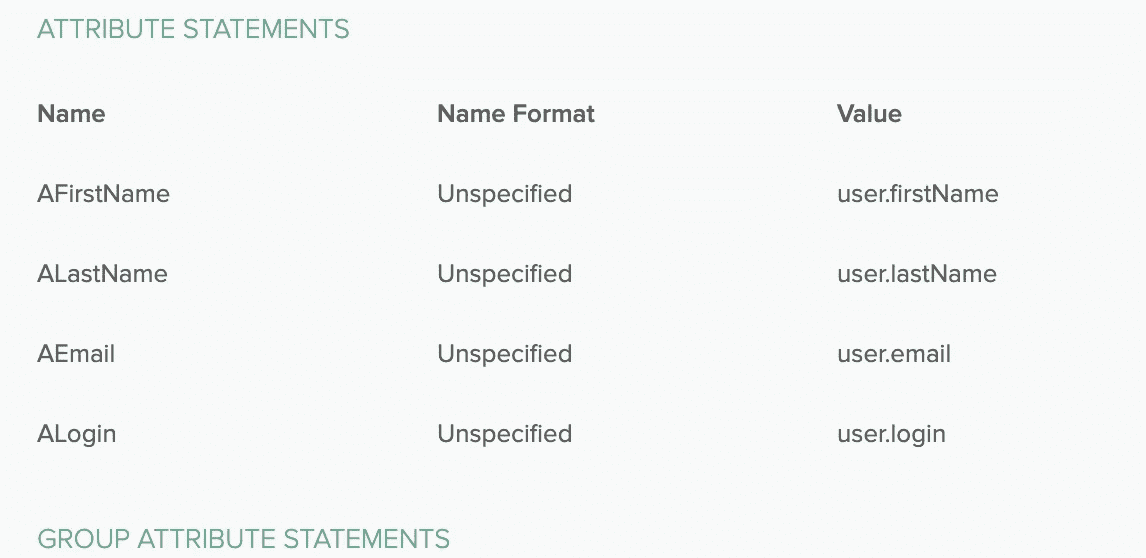 ATTRIBUTE STATEMENTS
Name Name Format Value
AFirstName Unspecified user.firstName
ALastName Unspecified user.lastName
AEmail Unspecified user.email
ALogin Unspecified user.login
GROUP ATTRIBUTE STATEMENTS